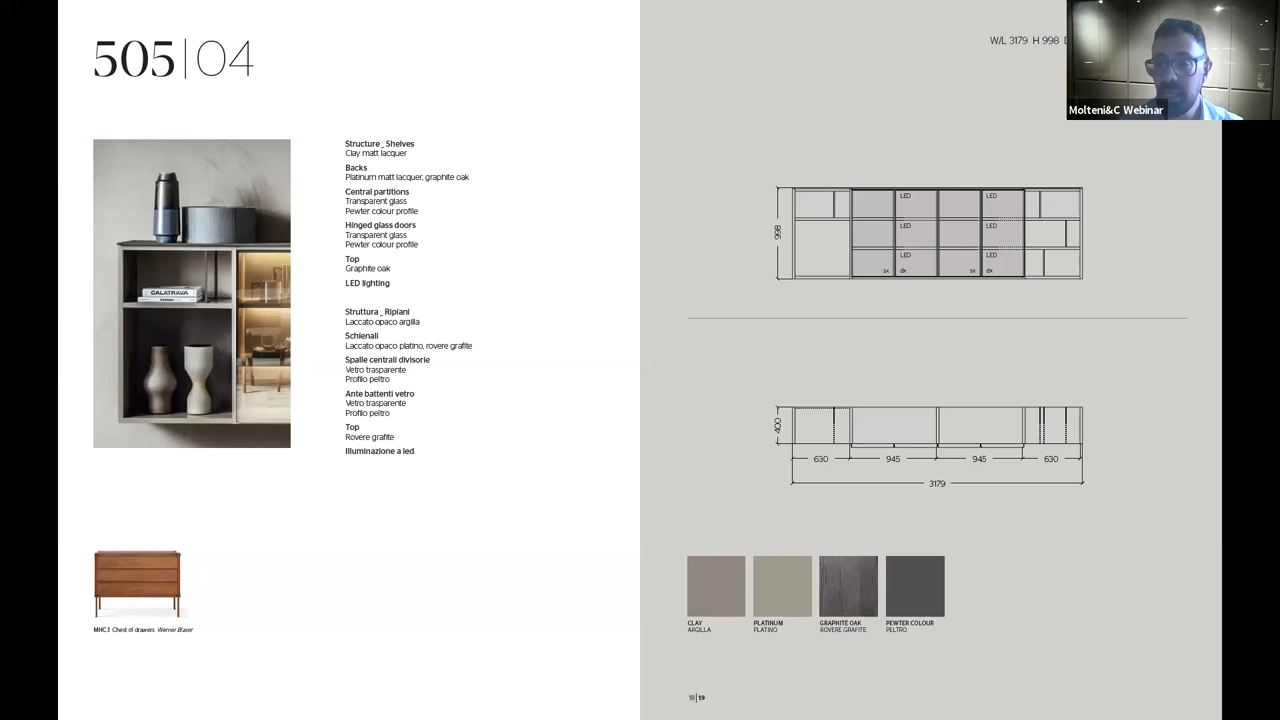 505|04
Structure _ Shelves
Clay matt lacquer
Backs
Platinum matt lacquer, graphite oak
Central partitions
Transparent glass
Pewter colour profile
Hinged glass doors
Transparent glass
Pewter colour profile
Top
Graphite oak
LED lighting
Struttura _ Ripiani
Laccato opaco argilla
Schienali
Laccato opaco platino, rovere grafite
Spalle centrali divisorie
Vetro trasparente
Profilo peltro
Ante battenti vetro
Vetro trasparente
Profilo peltro
Top
Rovere grafite
Illuminazione a led
CALATRAVA
MHC.1 Chest of drawers Werner Blaser
W/L 3179 H 998
Molteni&C Webinar
998
LED LED
LED LED
LED LED
sx dx sx dx
400
630 945 945 630
3179
CLAY
ARGILLA
PLATINUM
PLATINO
GRAPHITE OAK
ROVERE GRAFITE
PEWTER COLOUR
PELTRO
18|19